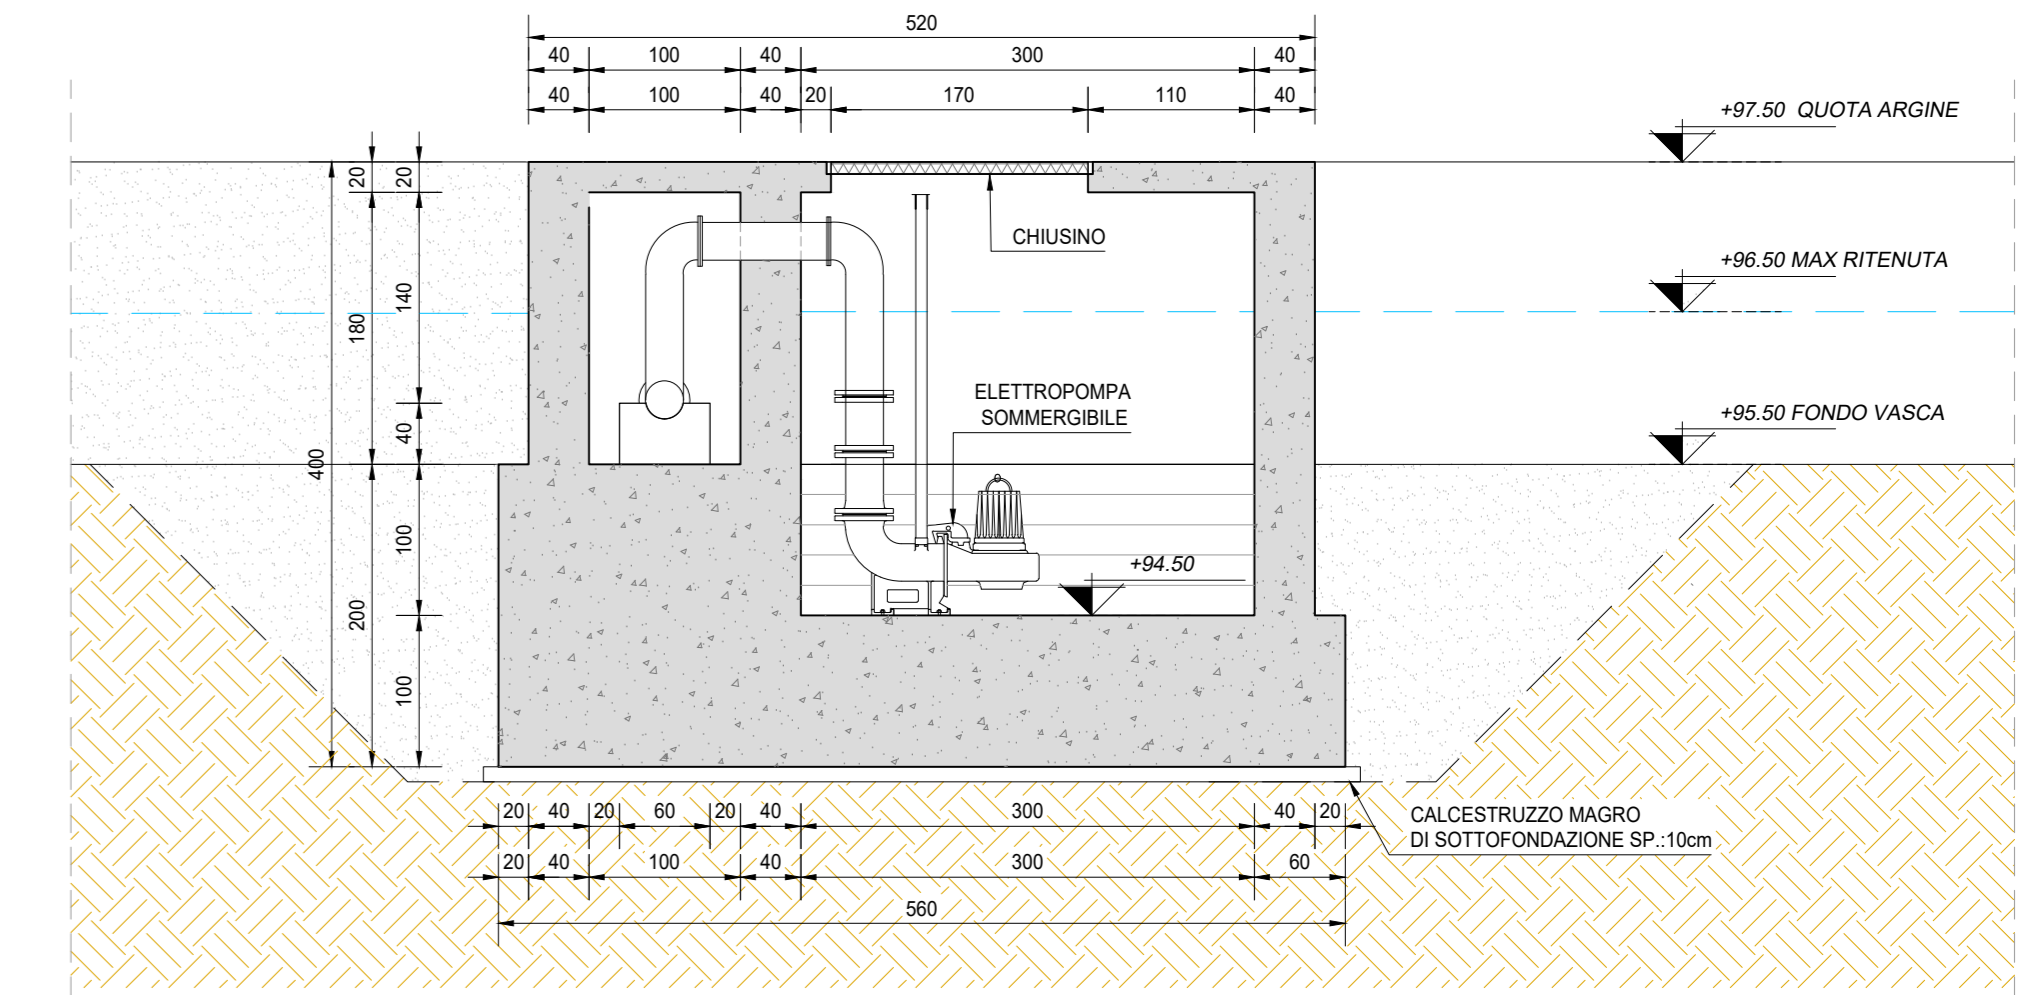 520
40 100 40 300 40
40 100 40 20 170 110 40
+97.50 QUOTA ARGINE
20 20
CHIUSINO
+96.50 MAX RITENUTA
140
180
ELETTROPOMPA
SOMMERGIBILE
+95.50 FONDO VASCA
40
400
100
+94.50
200
100
20 40 20 60 20 40 300 40 20
CALCESTRUZZO MAGRO
DI SOTTOFONDAZIONE SP.:10cm
20 40 100 40 300 60
560